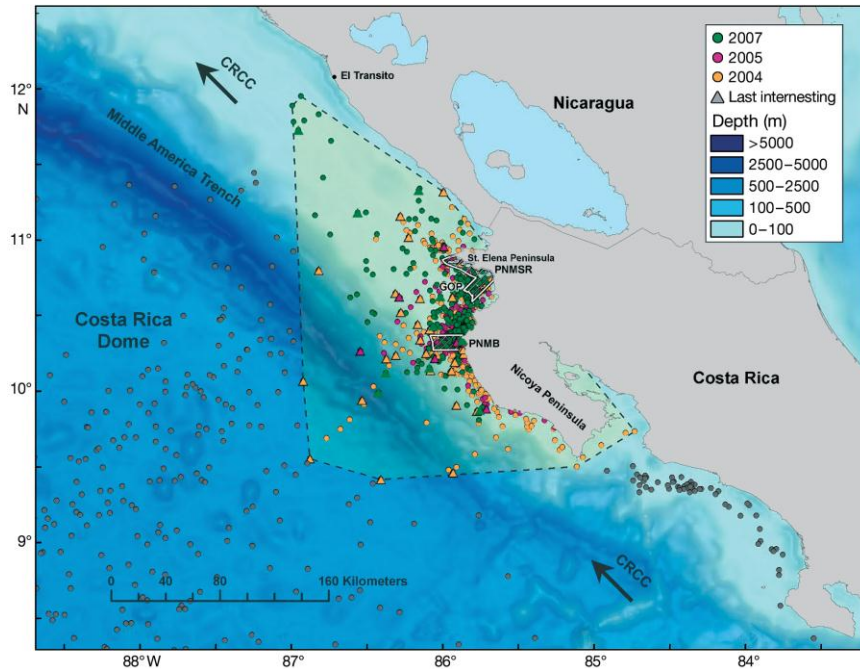 12°
N
11°
10°
9°
CRCC
El Transito
Nicaragua
2007
2005
2004
Last internesting
Depth (m)
>5000
2500–5000
500–2500
100–500
0–100
Middle America Trench
St. Elena Peninsula
PNMSR
GOP
PNMB
Costa Rica
Dome
Nicoya Peninsula
Costa Rica
CRCC
0 40 80 160 Kilometers
88°W 87° 86° 85° 84°